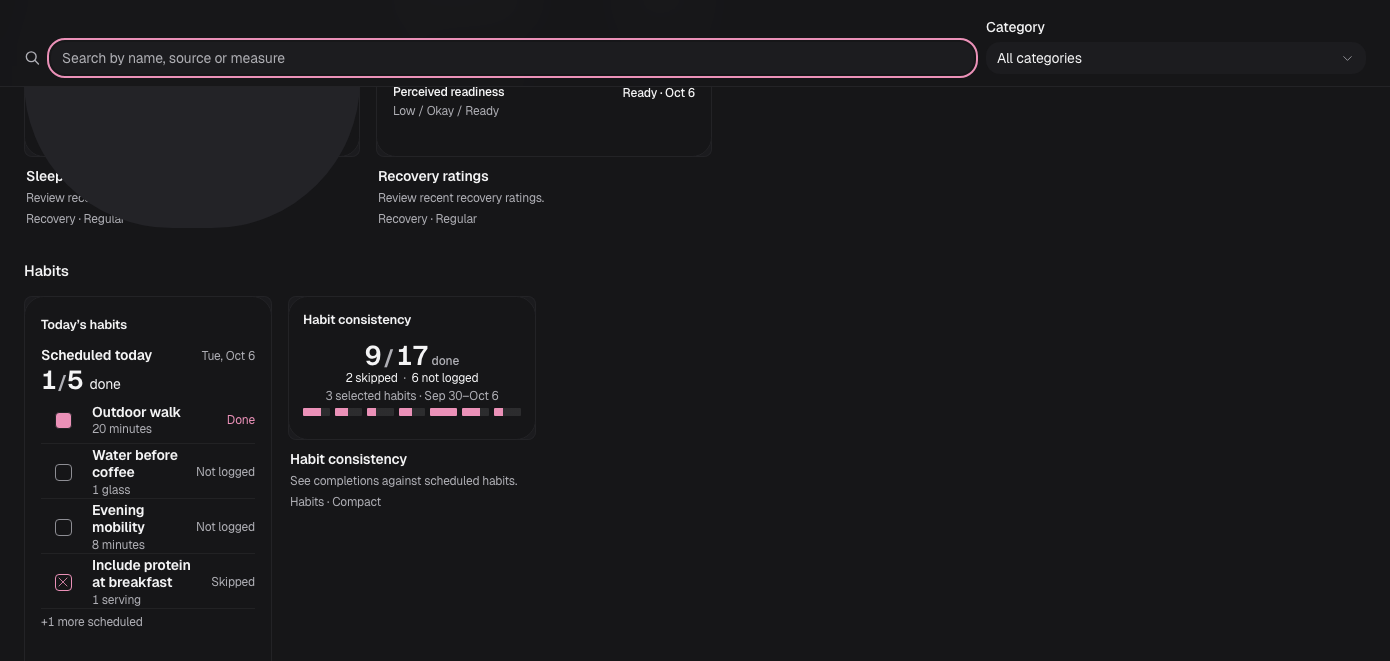 Category
Search by name, source or measure
All categories
Perceived readiness
Ready · Oct 6
Low / Okay / Ready
Sleep
Review
Recovery · Regular
Recovery ratings
Review recent recovery ratings.
Recovery · Regular
Habits
Today's habits
Scheduled today
Tue, Oct 6
1/5 done
Outdoor walk
20 minutes
Done
Water before
coffee
1 glass
Not logged
Evening
mobility
8 minutes
Not logged
Include protein
at breakfast
1 serving
Skipped
+1 more scheduled
Habit consistency
9/17 done
2 skipped · 6 not logged
3 selected habits · Sep 30–Oct 6
Habit consistency
See completions against scheduled habits.
Habits · Compact